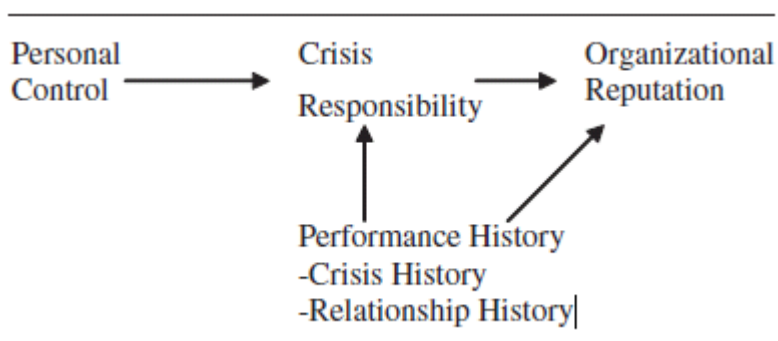 Personal
Control
Crisis
Responsibility
Organizational
Reputation
Performance History
-Crisis History
-Relationship History